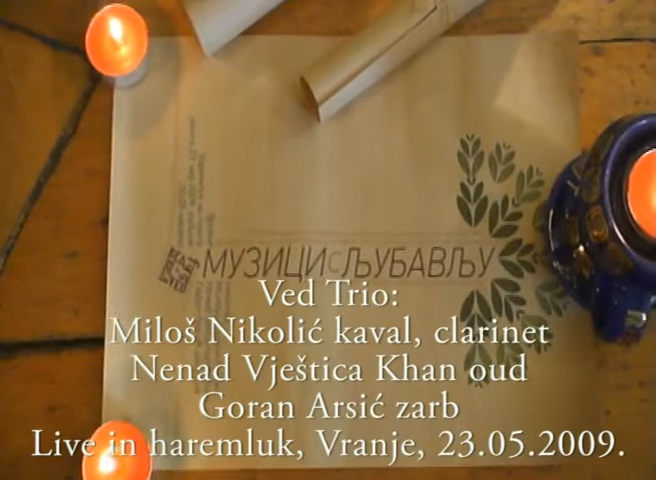 МУЗИЦИ С ЉУБАВЉУ
Ved Trio:
Miloš Nikolić kaval, clarinet
Nenad Vještica Khan oud
Goran Arsić zarb
Live in haremluk, Vranje, 23.05.2009.